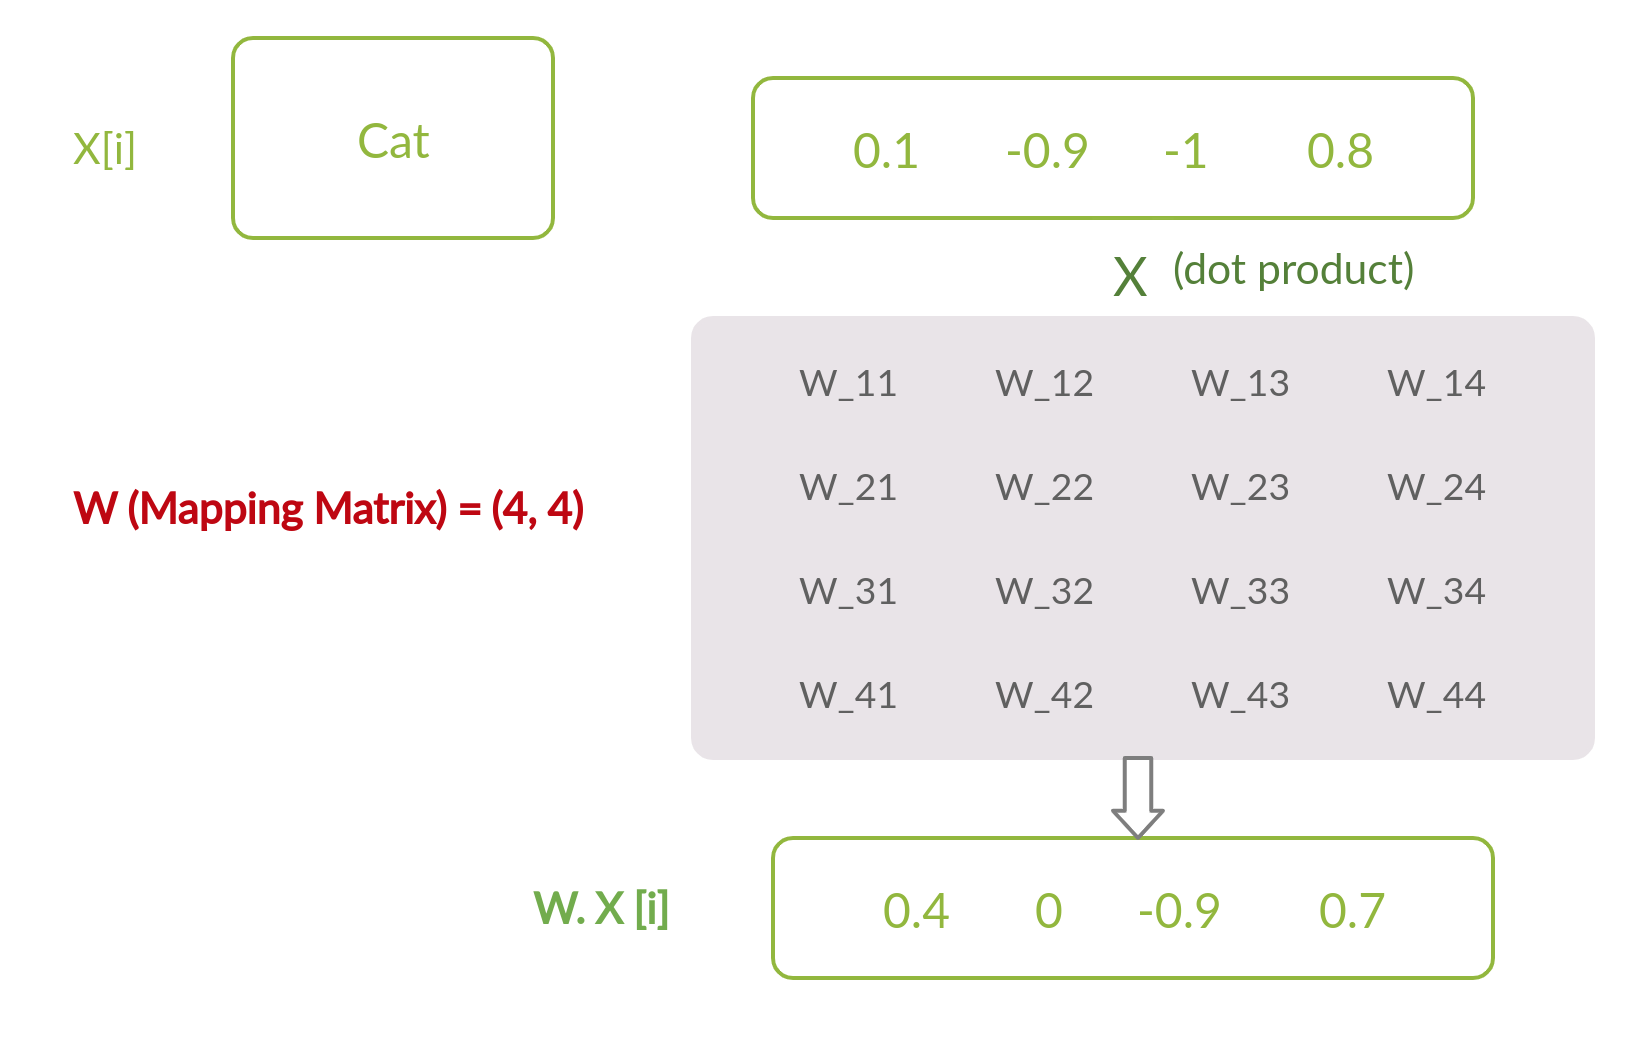 X[i]
Cat
0.1 -0.9 -1 0.8
X (dot product)
W_11 W_12 W_13 W_14
W_21 W_22 W_23 W_24
W (Mapping Matrix) = (4, 4)
W_31 W_32 W_33 W_34
W_41 W_42 W_43 W_44
W. X [i]
0.4 0 -0.9 0.7